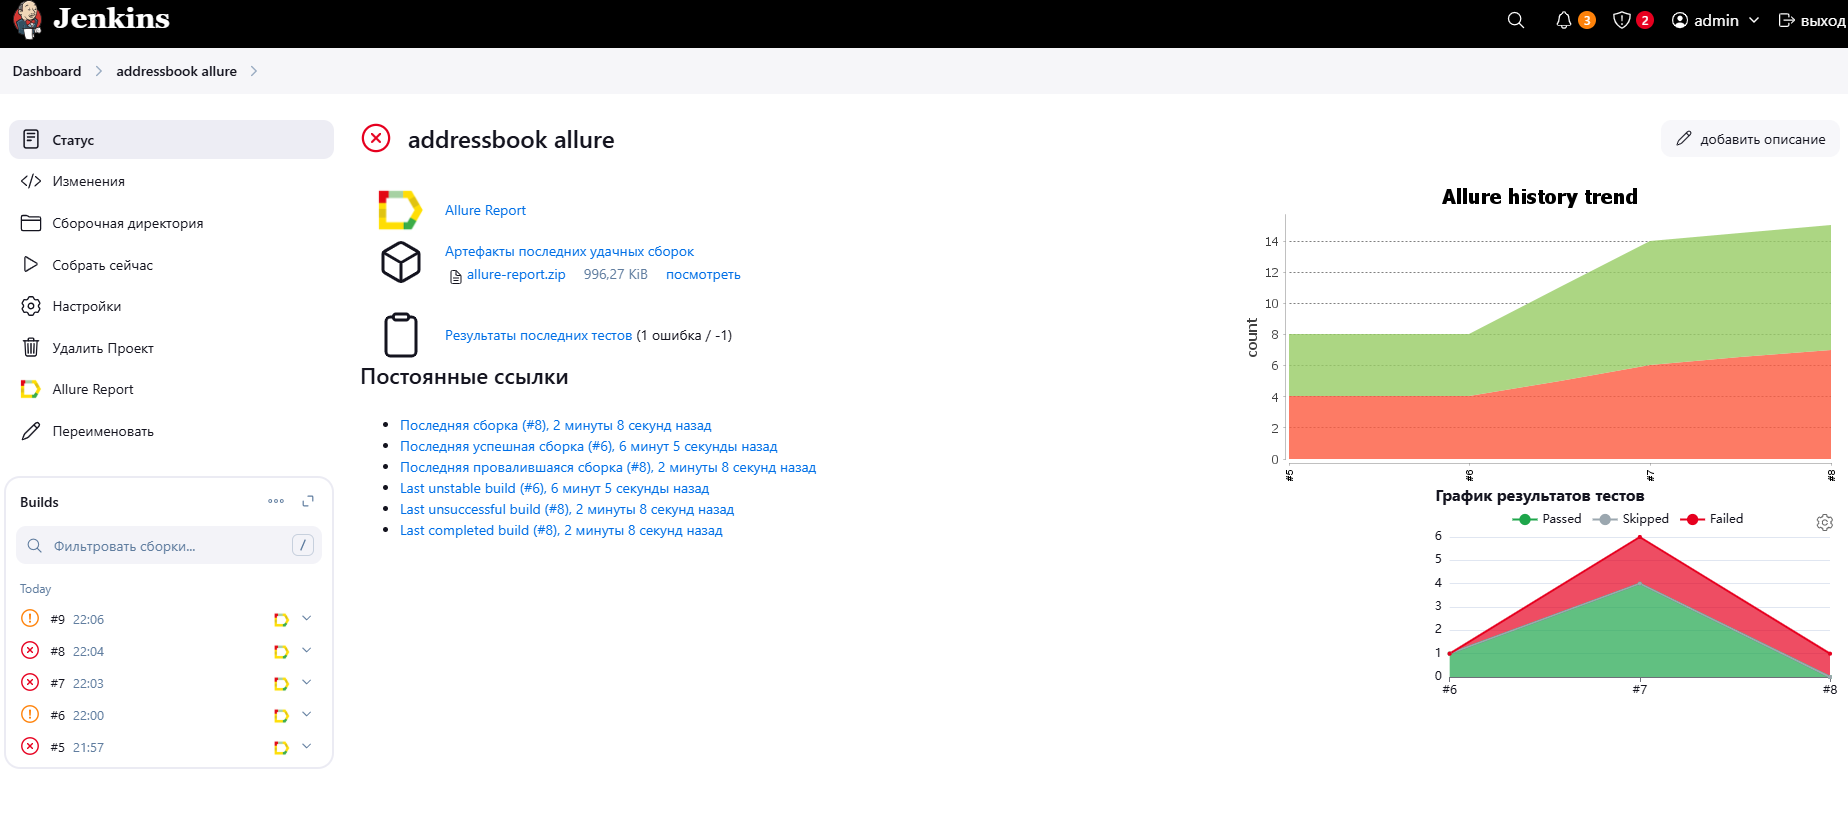 Jenkins
3
2
admin
выход
Dashboard
addressbook allure
Статус
Изменения
Сборочная директория
Собрать сейчас
Настройки
Удалить Проект
Allure Report
Переименовать
Builds
Фильтровать сборки...
/
Today
#9 22:06
#8 22:04
#7 22:03
#6 22:00
#5 21:57
addressbook allure
добавить описание
Allure Report
Артефакты последних удачных сборок
allure-report.zip 996,27 KiB посмотреть
Результаты последних тестов (1 ошибка / -1)
Постоянные ссылки
Последняя сборка (#8), 2 минуты 8 секунд назад
Последняя успешная сборка (#6), 6 минут 5 секунды назад
Последняя провалившаяся сборка (#8), 2 минуты 8 секунд назад
Last unstable build (#6), 6 минут 5 секунды назад
Last unsuccessful build (#8), 2 минуты 8 секунд назад
Last completed build (#8), 2 минуты 8 секунд назад
Allure history trend
count
14
12
10
8
6
4
2
0
#5 #6 #7 #8
График результатов тестов
Passed Skipped Failed
6
5
4
3
2
1
0
#6 #7 #8